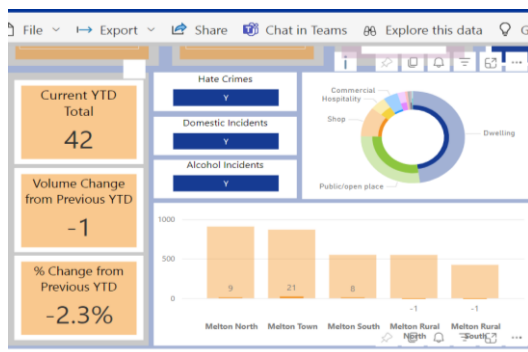 File
Export
Share
Chat in Teams
Explore this data
Current YTD
Total
42
Volume Change
from Previous YTD
-1
% Change from
Previous YTD
-2.3%
Hate Crimes
Y
Domestic Incidents
Y
Alcohol Incidents
Y
Commercial
Hospitality
Shop
Dwelling
Public/open place
1000
500
0
9
21
8
-1
-1
Melton North
Melton Town
Melton South
Melton Rural
North
Melton Rural
South